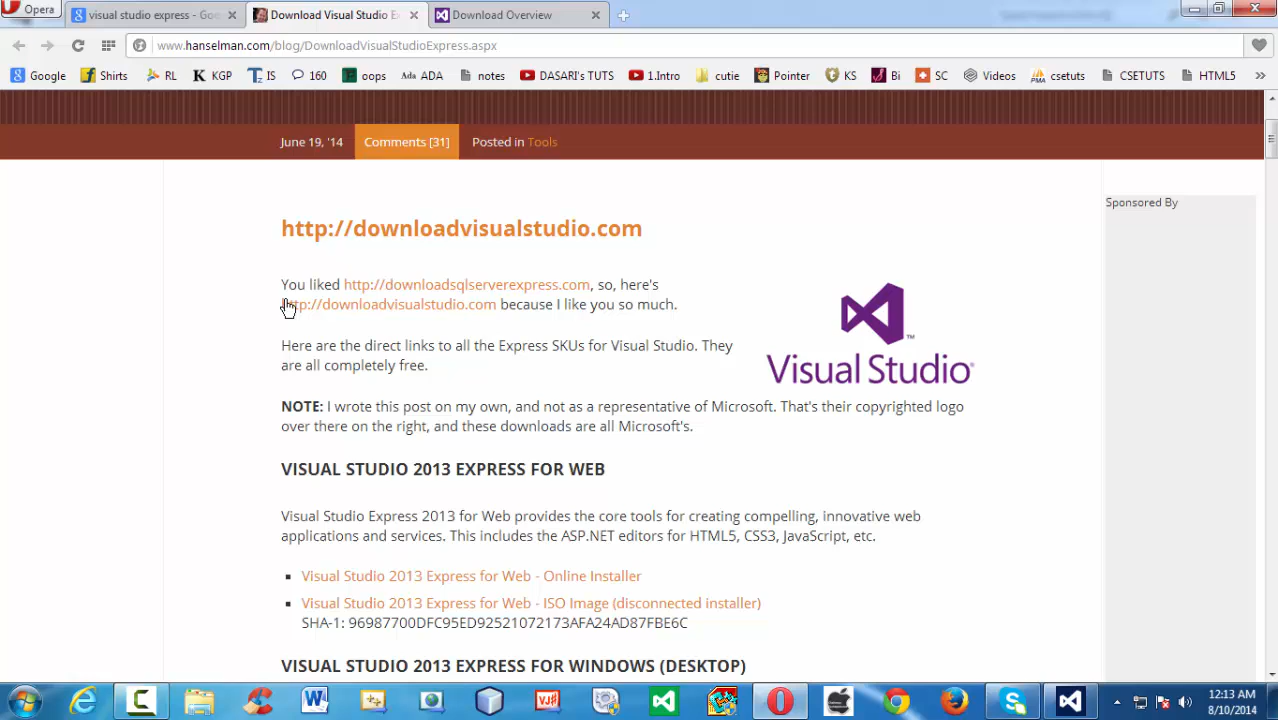 Opera
visual studio express - Goo
Download Visual Studio Ex
Download Overview
www.hanselman.com/blog/DownloadVisualStudioExpress.aspx
Google Shirts RL KGP IS 160 oops Ada ADA notes DASARI's TUTS 1.Intro cutie Pointer KS Bi SC Videos PMA csetuts CSETUTS HTML5
June 19, '14 Comments [31] Posted in Tools
Sponsored By
http://downloadvisualstudio.com
You liked http://downloadsqlserverexpress.com, so, here's
http://downloadvisualstudio.com because I like you so much.
Here are the direct links to all the Express SKUs for Visual Studio. They
are all completely free.
Visual Studio™
NOTE: I wrote this post on my own, and not as a representative of Microsoft. That's their copyrighted logo
over there on the right, and these downloads are all Microsoft's.
VISUAL STUDIO 2013 EXPRESS FOR WEB
Visual Studio Express 2013 for Web provides the core tools for creating compelling, innovative web
applications and services. This includes the ASP.NET editors for HTML5, CSS3, JavaScript, etc.
Visual Studio 2013 Express for Web - Online Installer
Visual Studio 2013 Express for Web - ISO Image (disconnected installer)
SHA-1: 96987700DFC95ED92521072173AFA24AD87FBE6C
VISUAL STUDIO 2013 EXPRESS FOR WINDOWS (DESKTOP)
12:13 AM
8/10/2014